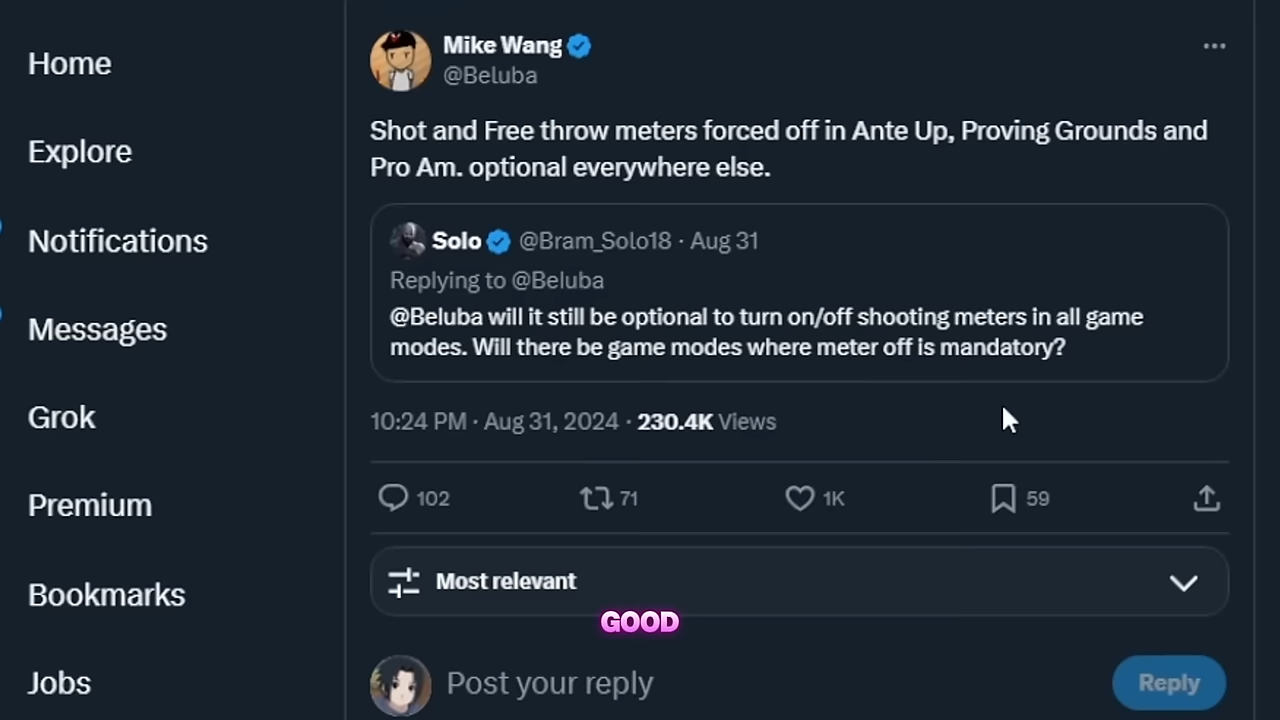 Home
Explore
Notifications
Messages
Grok
Premium
Bookmarks
Jobs
Mike Wang
@Beluba
Shot and Free throw meters forced off in Ante Up, Proving Grounds and
Pro Am. optional everywhere else.
Solo @Bram_Solo18 · Aug 31
Replying to @Beluba
@Beluba will it still be optional to turn on/off shooting meters in all game
modes. Will there be game modes where meter off is mandatory?
10:24 PM · Aug 31, 2024 · 230.4K Views
102 71 1K 59
Most relevant
GOOD
Post your reply
Reply